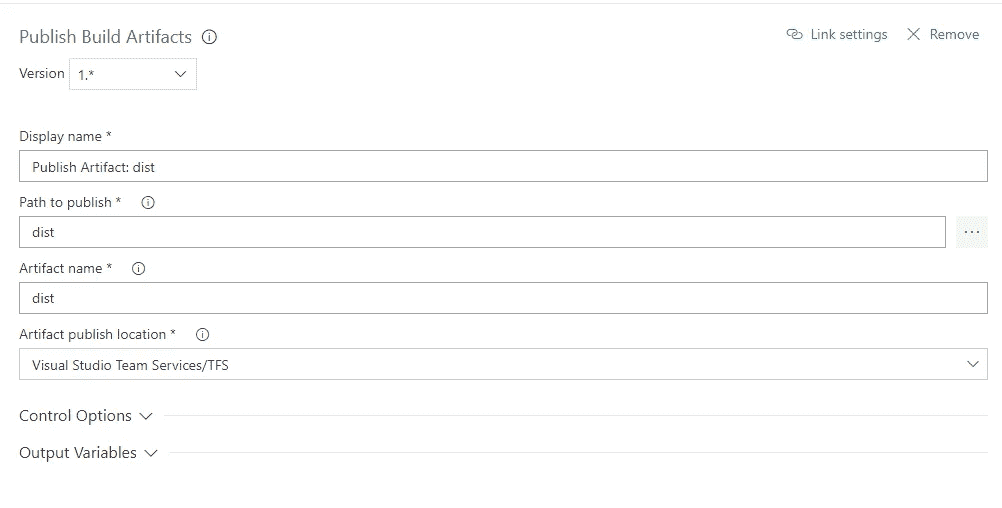 Publish Build Artifacts
Link settings
Remove
Version 1.*
Display name *
Publish Artifact: dist
Path to publish *
dist
...
Artifact name *
dist
Artifact publish location *
Visual Studio Team Services/TFS
Control Options
Output Variables